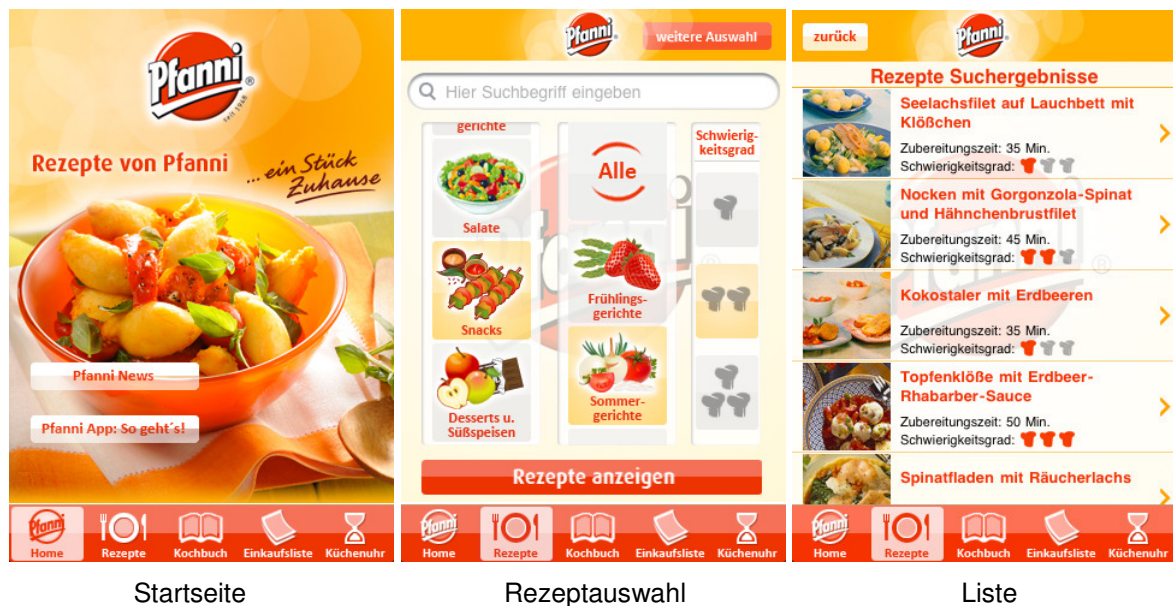 Pfanni
®
Seit 1948
Rezepte von Pfanni
... ein Stück
Zuhause
Pfanni News
Pfanni App: So geht´s!
Pfanni
Home
Rezepte
Kochbuch
Einkaufsliste
Küchenuhr
Startseite
Pfanni
weitere Auswahl
Hier Suchbegriff eingeben
gerichte
Salate
Snacks
Desserts u.
Süßspeisen
Alle
Frühlings-
gerichte
Sommer-
gerichte
Schwierig-
keitsgrad
®
Rezepte anzeigen
Pfanni
Home
Rezepte
Kochbuch
Einkaufsliste
Küchenuhr
Rezeptauswahl
zurück
Pfanni
Rezepte Suchergebnisse
Seelachsfilet auf Lauchbett mit
Klößchen
Zubereitungszeit: 35 Min.
Schwierigkeitsgrad:
Nocken mit Gorgonzola-Spinat
und Hähnchenbrustfilet
Zubereitungszeit: 45 Min.
Schwierigkeitsgrad:
Kokostaler mit Erdbeeren
Zubereitungszeit: 35 Min.
Schwierigkeitsgrad:
Topfenklöße mit Erdbeer-
Rhabarber-Sauce
Zubereitungszeit: 50 Min.
Schwierigkeitsgrad:
Spinatfladen mit Räucherlachs
Pfanni
Home
Rezepte
Kochbuch
Einkaufsliste
Küchenuhr
Liste